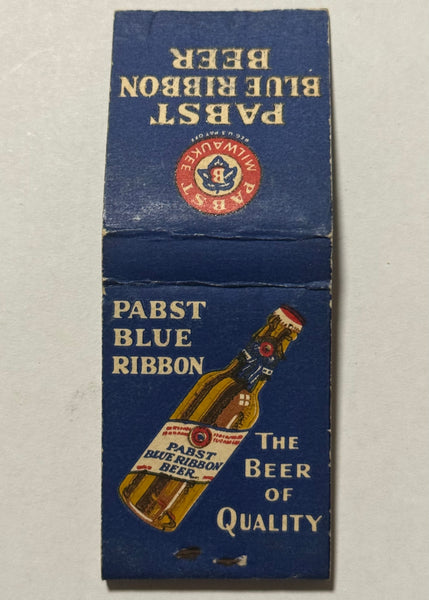 PABST
BLUE RIBBON
BEER
REG. U.S. PAT. OFF.
MILWAUKEE
B
PABST
PABST
BLUE
RIBBON
PABST
BLUE RIBBON
BEER
THE
BEER
OF
QUALITY